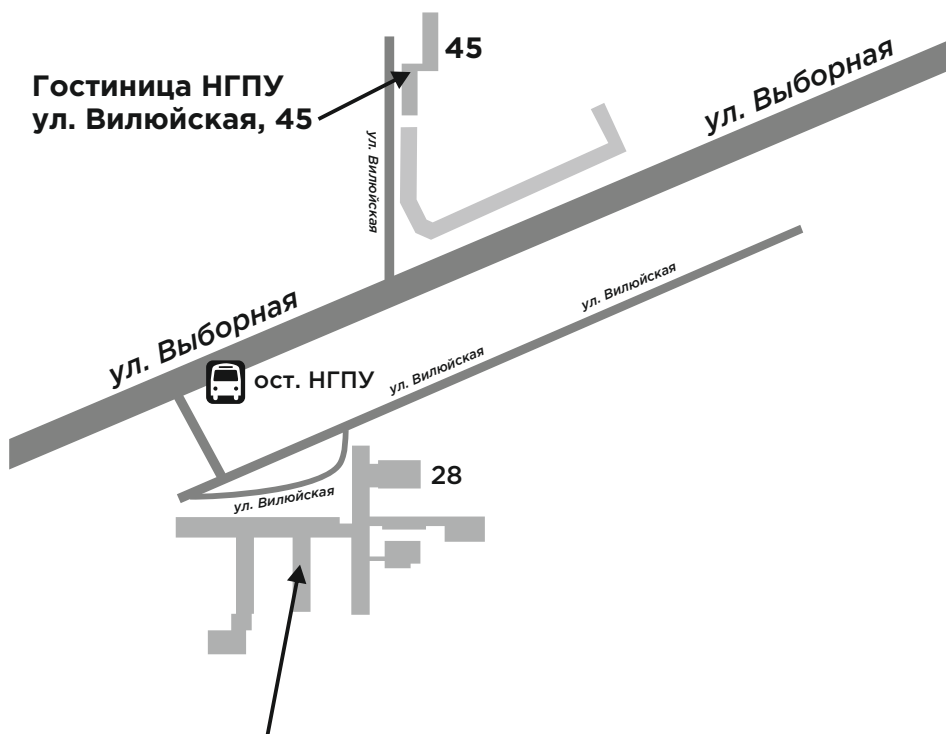 45
Гостиница НГПУ
ул. Вилюйская, 45
ул. Выборная
ул. Вилюйская
ул. Вилюйская
ул. Выборная
ост. НГПУ
ул. Вилюйская
28
ул. Вилюйская